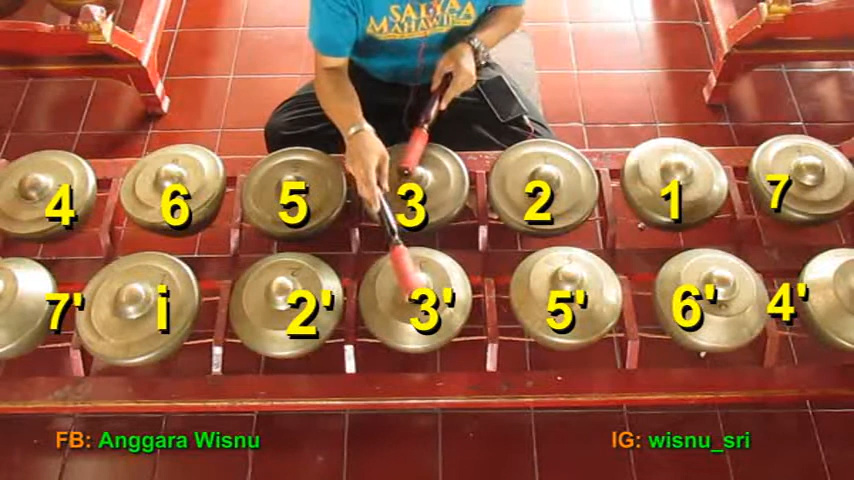 SATYA
MAHAWIDYA
4 6 5 3 2 1 7
7' i 2' 3' 5' 6' 4'
FB: Anggara Wisnu
IG: wisnu_sri